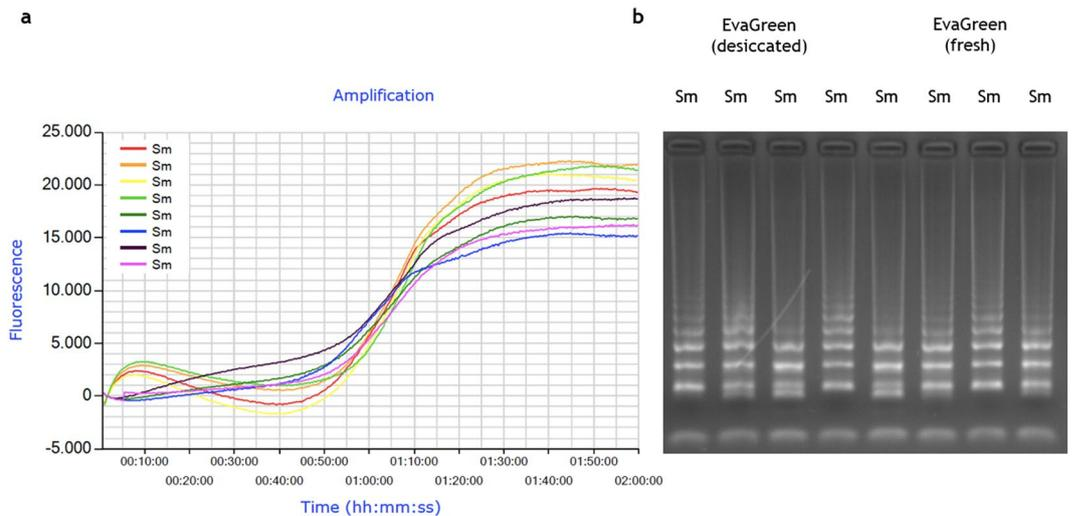 a
Amplification
25.000
20.000
15.000
10.000
5.000
0
-5.000
Fluorescence
Sm
Sm
Sm
Sm
Sm
Sm
Sm
Sm
00:10:00 00:30:00 00:50:00 01:10:00 01:30:00 01:50:00
00:20:00 00:40:00 01:00:00 01:20:00 01:40:00 02:00:00
Time (hh:mm:ss)
b
EvaGreen
(desiccated)
EvaGreen
(fresh)
Sm Sm Sm Sm Sm Sm Sm Sm